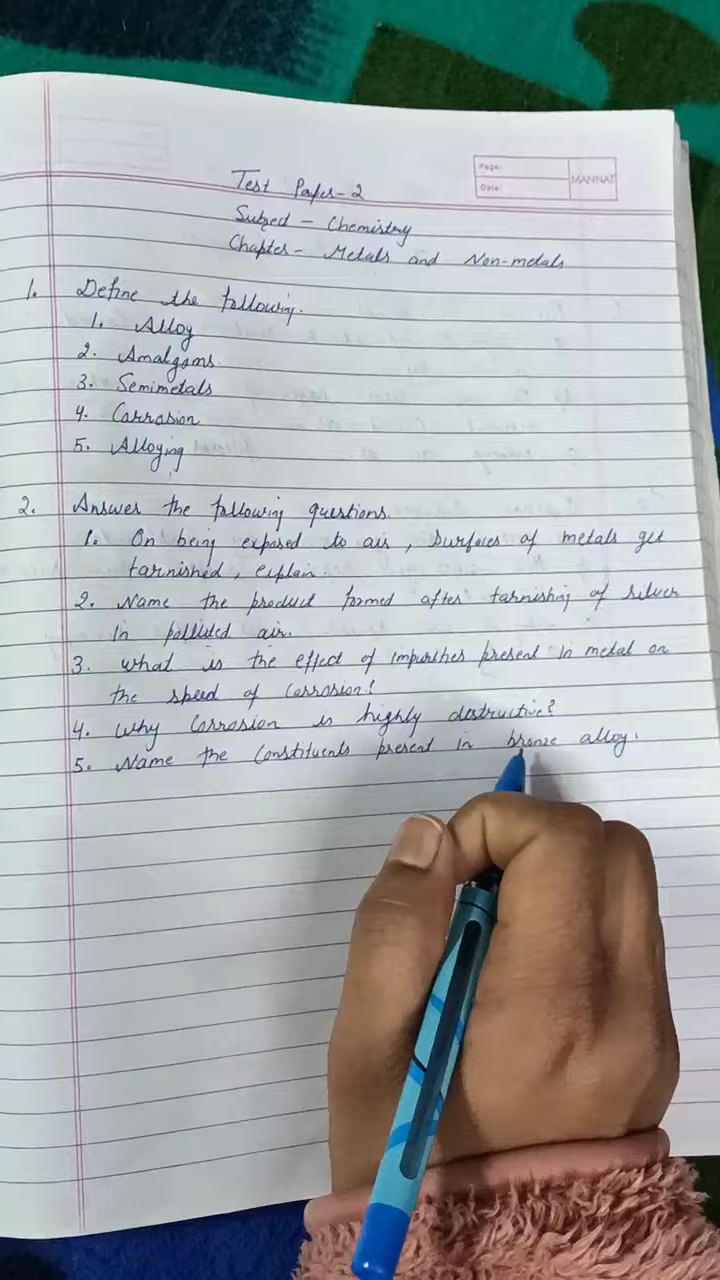 Page:
Date:
MANNAT
Test Paper-2
Subject - Chemistry
Chapter- Metals and Non-metals
1. Define the following.
1. Alloy
2. Amalgams.
3. Semimetals
4. Corrosion
5. Alloying
2. Answer the following questions.
1. On being exposed to air, surfaces of metals get
tarnished, explain
2. Name the product formed after tarnishing of silver
in polluted air.
3. what is the effect of impurities present in metal on
the speed of corrosion?
4. Why Corrosion is highly destructive?
5. Name the Constituents present in bronze alloy.